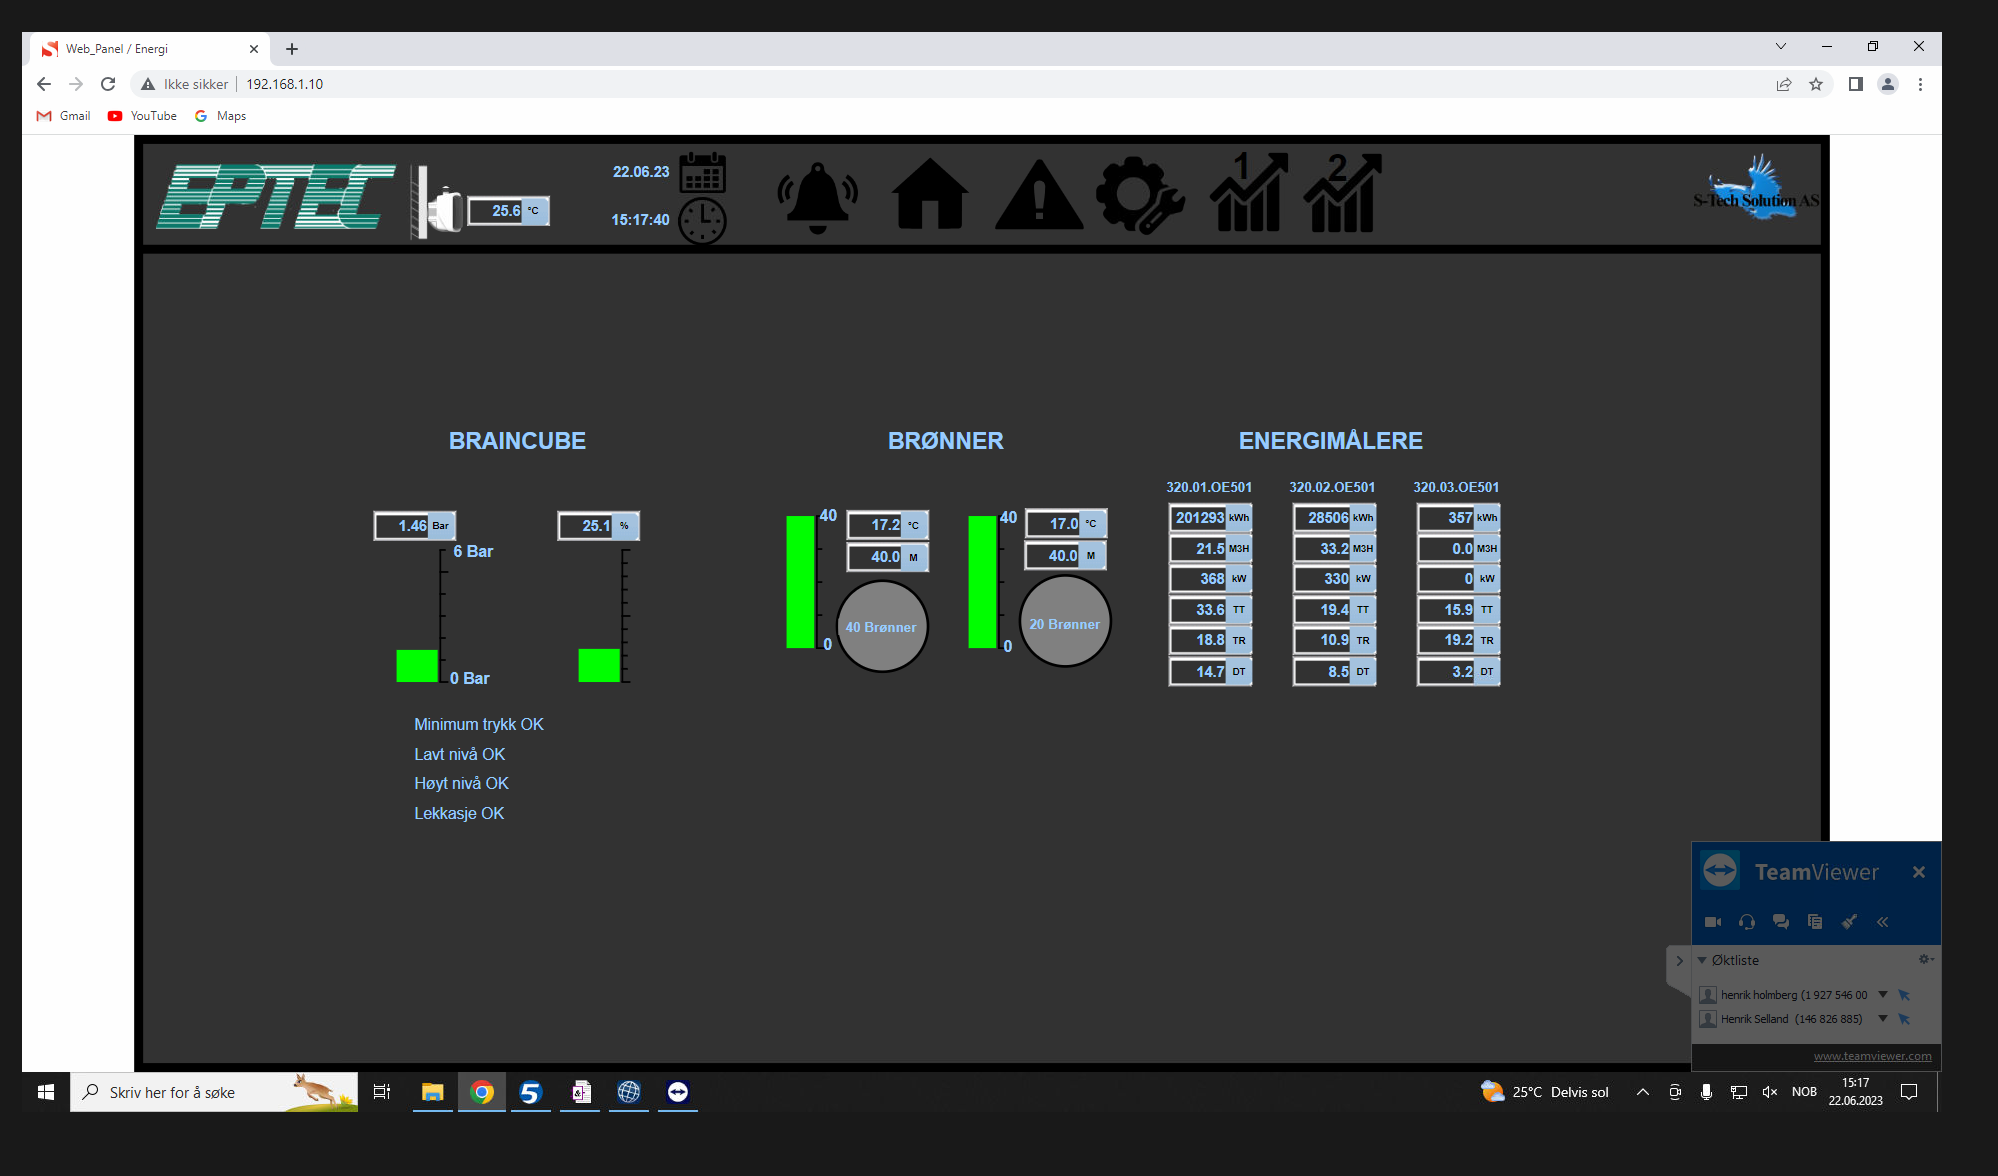 Web_Panel / Energi
Ikke sikker 192.168.1.10
Gmail YouTube Maps
EPTEC
25.6 °C
22.06.23
15:17:40
1
2
S-Tech Solution AS
BRAINCUBE
1.46 Bar
25.1 %
6 Bar
0 Bar
Minimum trykk OK
Lavt nivå OK
Høyt nivå OK
Lekkasje OK
BRØNNER
40
17.2 °C
40.0 M
40 Brønner
0
40
17.0 °C
40.0 M
20 Brønner
0
ENERGIMÅLERE
320.01.OE501 320.02.OE501 320.03.OE501
201293 kWh 28506 kWh 357 kWh
21.5 M3H 33.2 M3H 0.0 M3H
368 kW 330 kW 0 kW
33.6 TT 19.4 TT 15.9 TT
18.8 TR 10.9 TR 19.2 TR
14.7 DT 8.5 DT 3.2 DT
TeamViewer
Øktliste
henrik holmberg (1 927 546 00
Henrik Selland (146 826 885)
www.teamviewer.com
Skriv her for å søke
25°C Delvis sol
NOB
15:17
22.06.2023